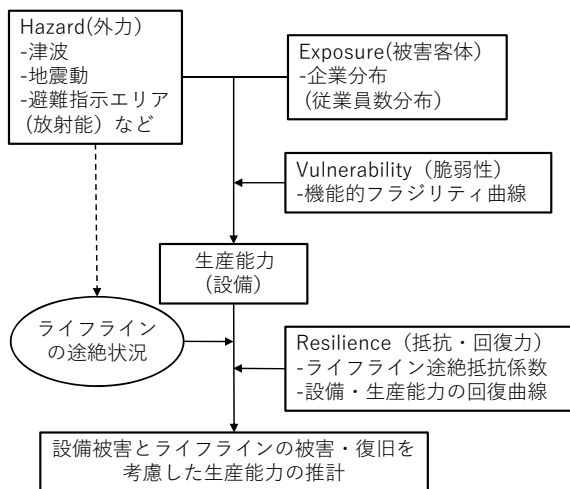 Hazard(外力)
-津波
-地震動
-避難指示エリア
(放射能）など
Exposure(被害客体)
-企業分布
(従業員数分布）
Vulnerability（脆弱性）
-機能的フラジリティ曲線
生産能力
(設備）
ライフライン
の途絶状況
Resilience（抵抗・回復力）
-ライフライン途絶抵抗係数
-設備・生産能力の回復曲線
設備被害とライフラインの被害・復旧を
考慮した生産能力の推計